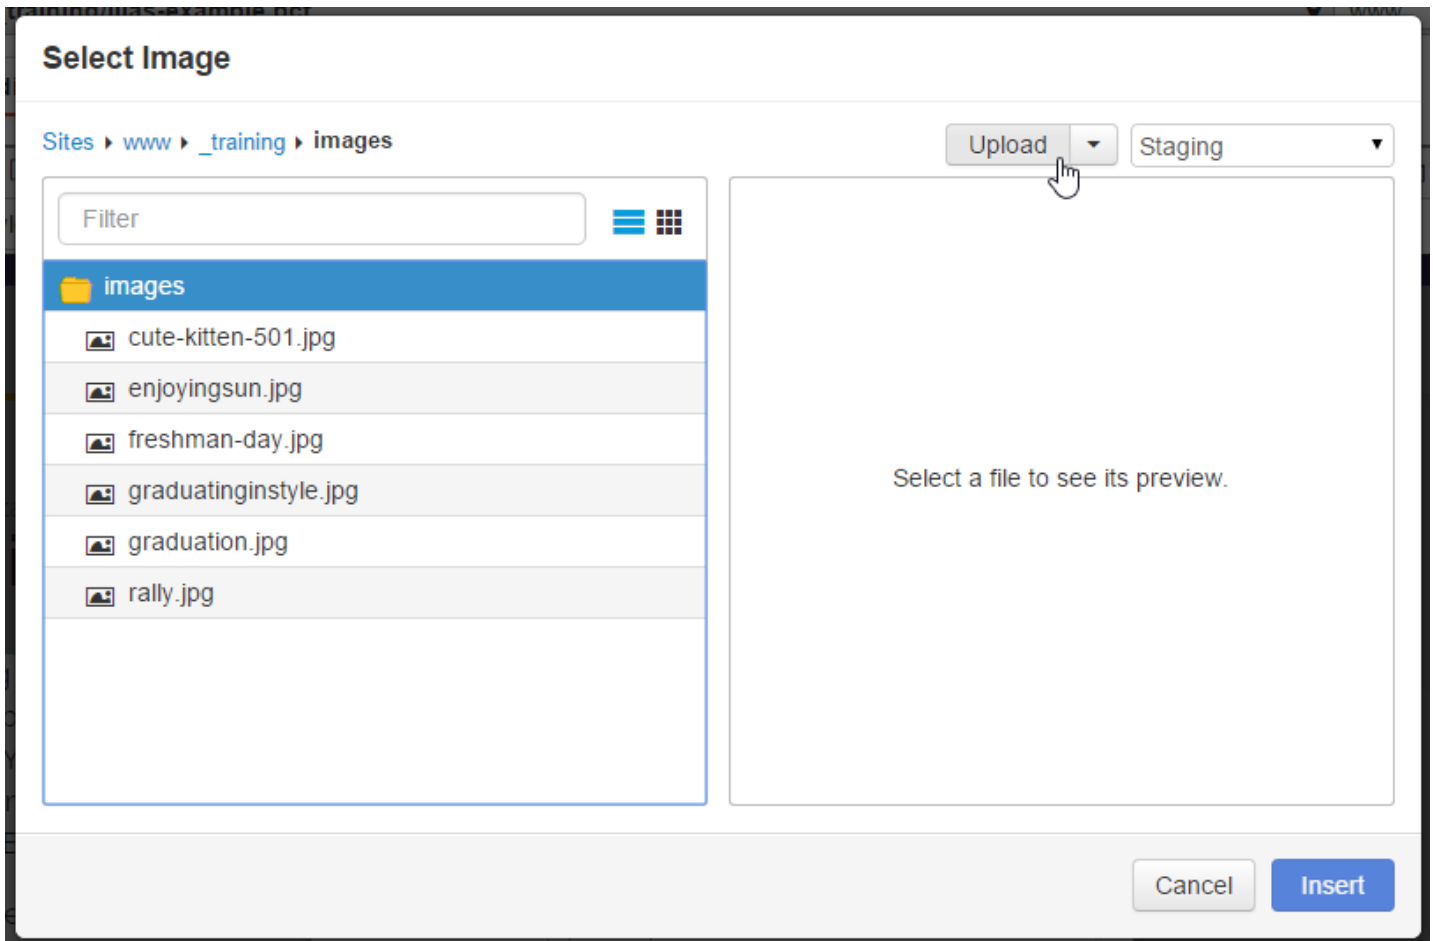 Select Image
Sites www _training images
Upload
Staging
Filter
images
cute-kitten-501.jpg
enjoyingsun.jpg
freshman-day.jpg
graduatinginstyle.jpg
graduation.jpg
rally.jpg
Select a file to see its preview.
Cancel
Insert